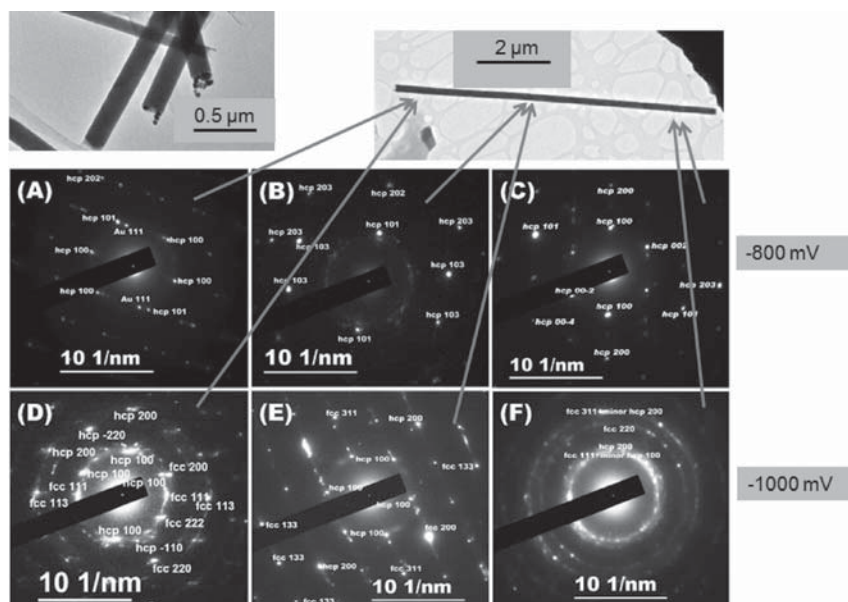 0.5 µm
2 µm
(A)
hcp 202
hcp 101
Au 111
hcp 100
hcp 100
hcp 100
hcp 100
Au 111
hcp 101
10 1/nm
(B)
hcp 203
hcp 202
hcp 101
hcp 203
hcp 203
hcp 103
hcp 103
hcp 103
hcp 103
hcp 101
10 1/nm
(C)
hcp 200
hcp 100
hcp 101
hcp 002
hcp 203
hcp 00-2
hcp 100
hcp 101
hcp 00-4
hcp 200
10 1/nm
-800 mV
(D)
hcp 200
hcp -220
hcp 200
hcp 100
hcp 100
fcc 200
hcp 100
fcc 111
fcc 111
fcc 113
fcc 113
fcc 222
hcp 100
hcp -110
fcc 220
10 1/nm
(E)
fcc 311
hcp 200
hcp 100
fcc 133
hcp 100
hcp 100
fcc 133
hcp 100
fcc 200
fcc 133
hcp 200
fcc 311
fcc 133
10 1/nm
(F)
fcc 311+minor hcp 200
fcc 220
hcp 200
fcc 111+minor hcp 100
10 1/nm
-1000 mV